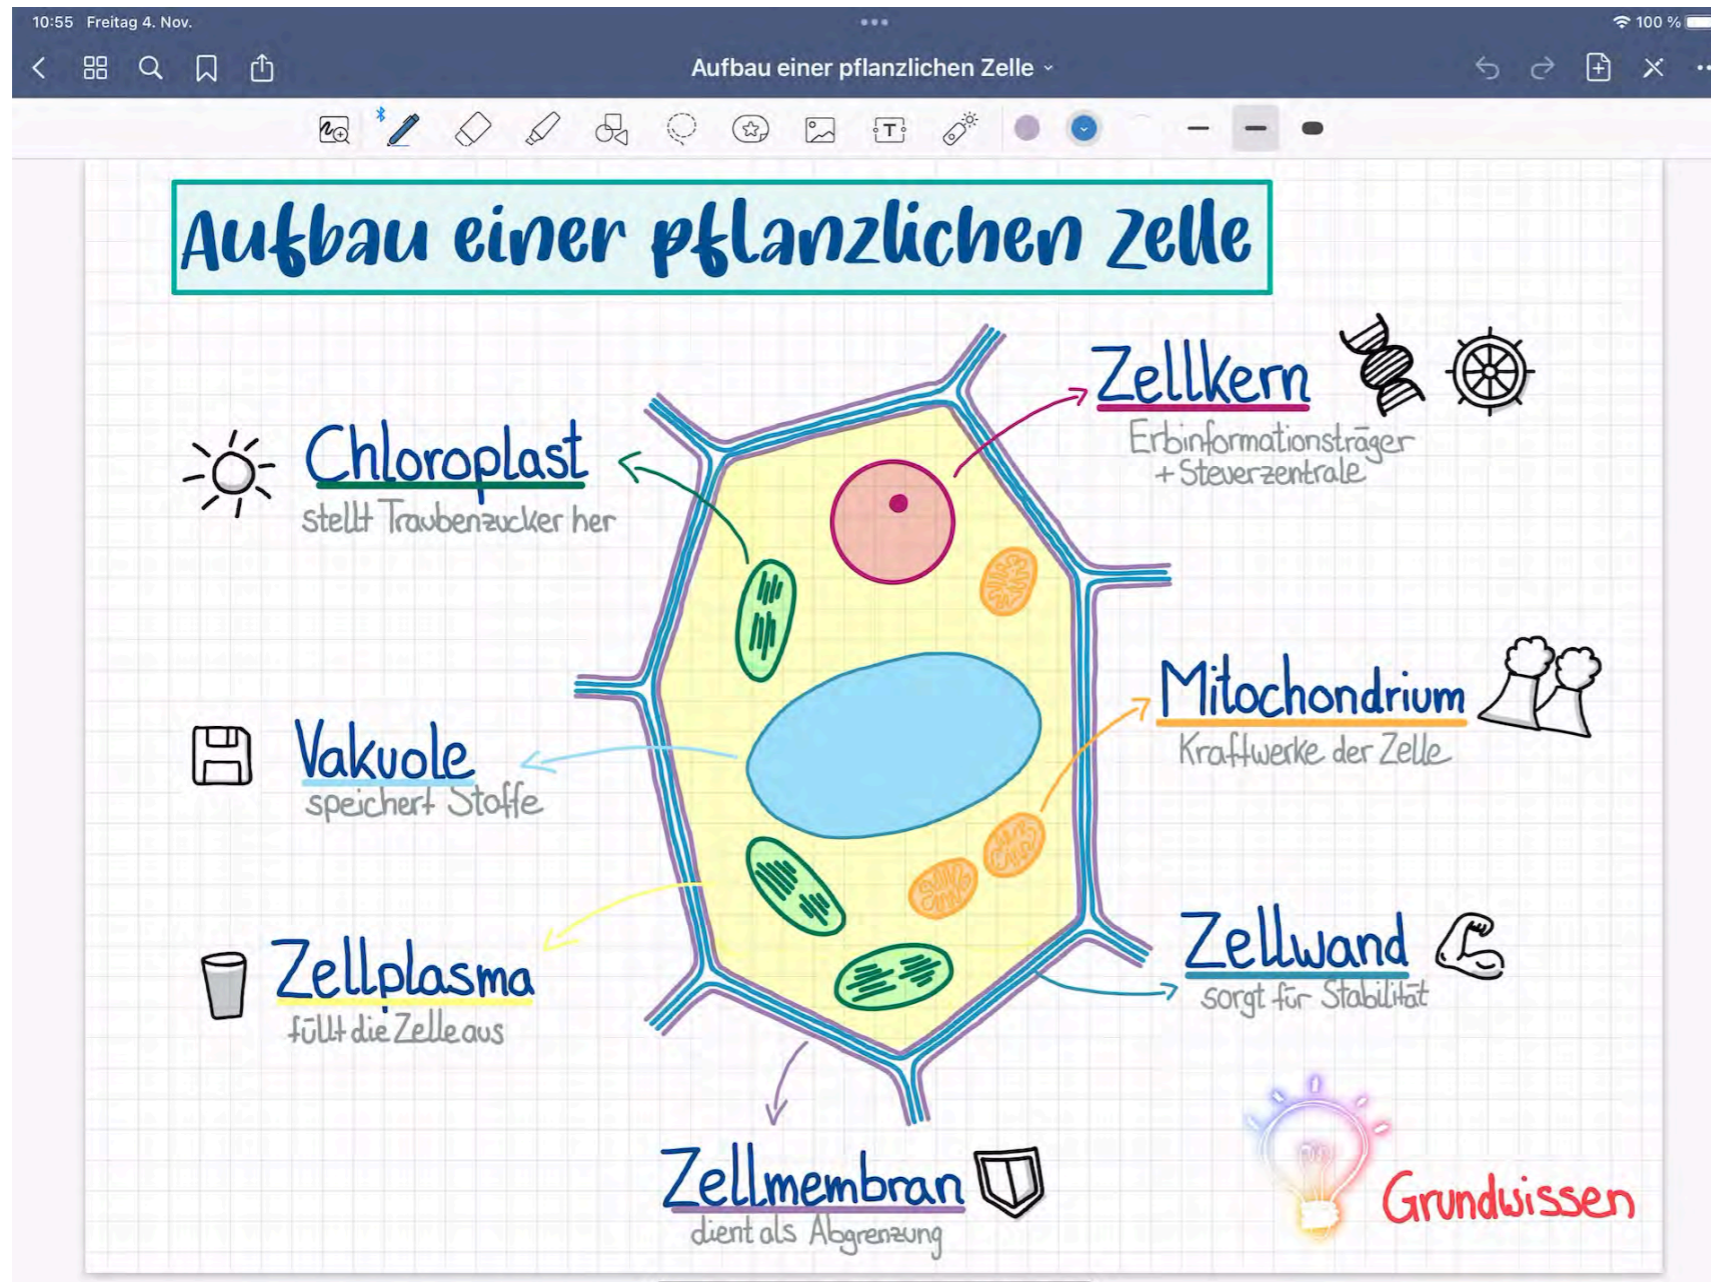 10:55 Freitag 4. Nov.
100 %
Aufbau einer pflanzlichen Zelle
T
Aufbau einer pflanzlichen Zelle
Zellkern
Erbinformationsträger
+ Steuerzentrale
Chloroplast
stellt Traubenzucker her
Mitochondrium
Kraftwerke der Zelle
Vakuole
speichert Stoffe
Zellwand
sorgt für Stabilität
Zellplasma
füllt die Zelle aus
Zellmembran
dient als Abgrenzung
Grundwissen